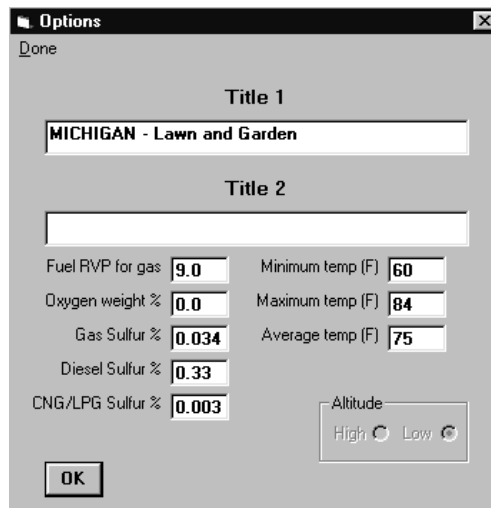 Options
Done
Title 1
MICHIGAN - Lawn and Garden
Title 2
Fuel RVP for gas 9.0 Minimum temp (F) 60
Oxygen weight % 0.0 Maximum temp (F) 84
Gas Sulfur % 0.034 Average temp (F) 75
Diesel Sulfur % 0.33
CNG/LPG Sulfur % 0.003 Altitude
High Low
OK